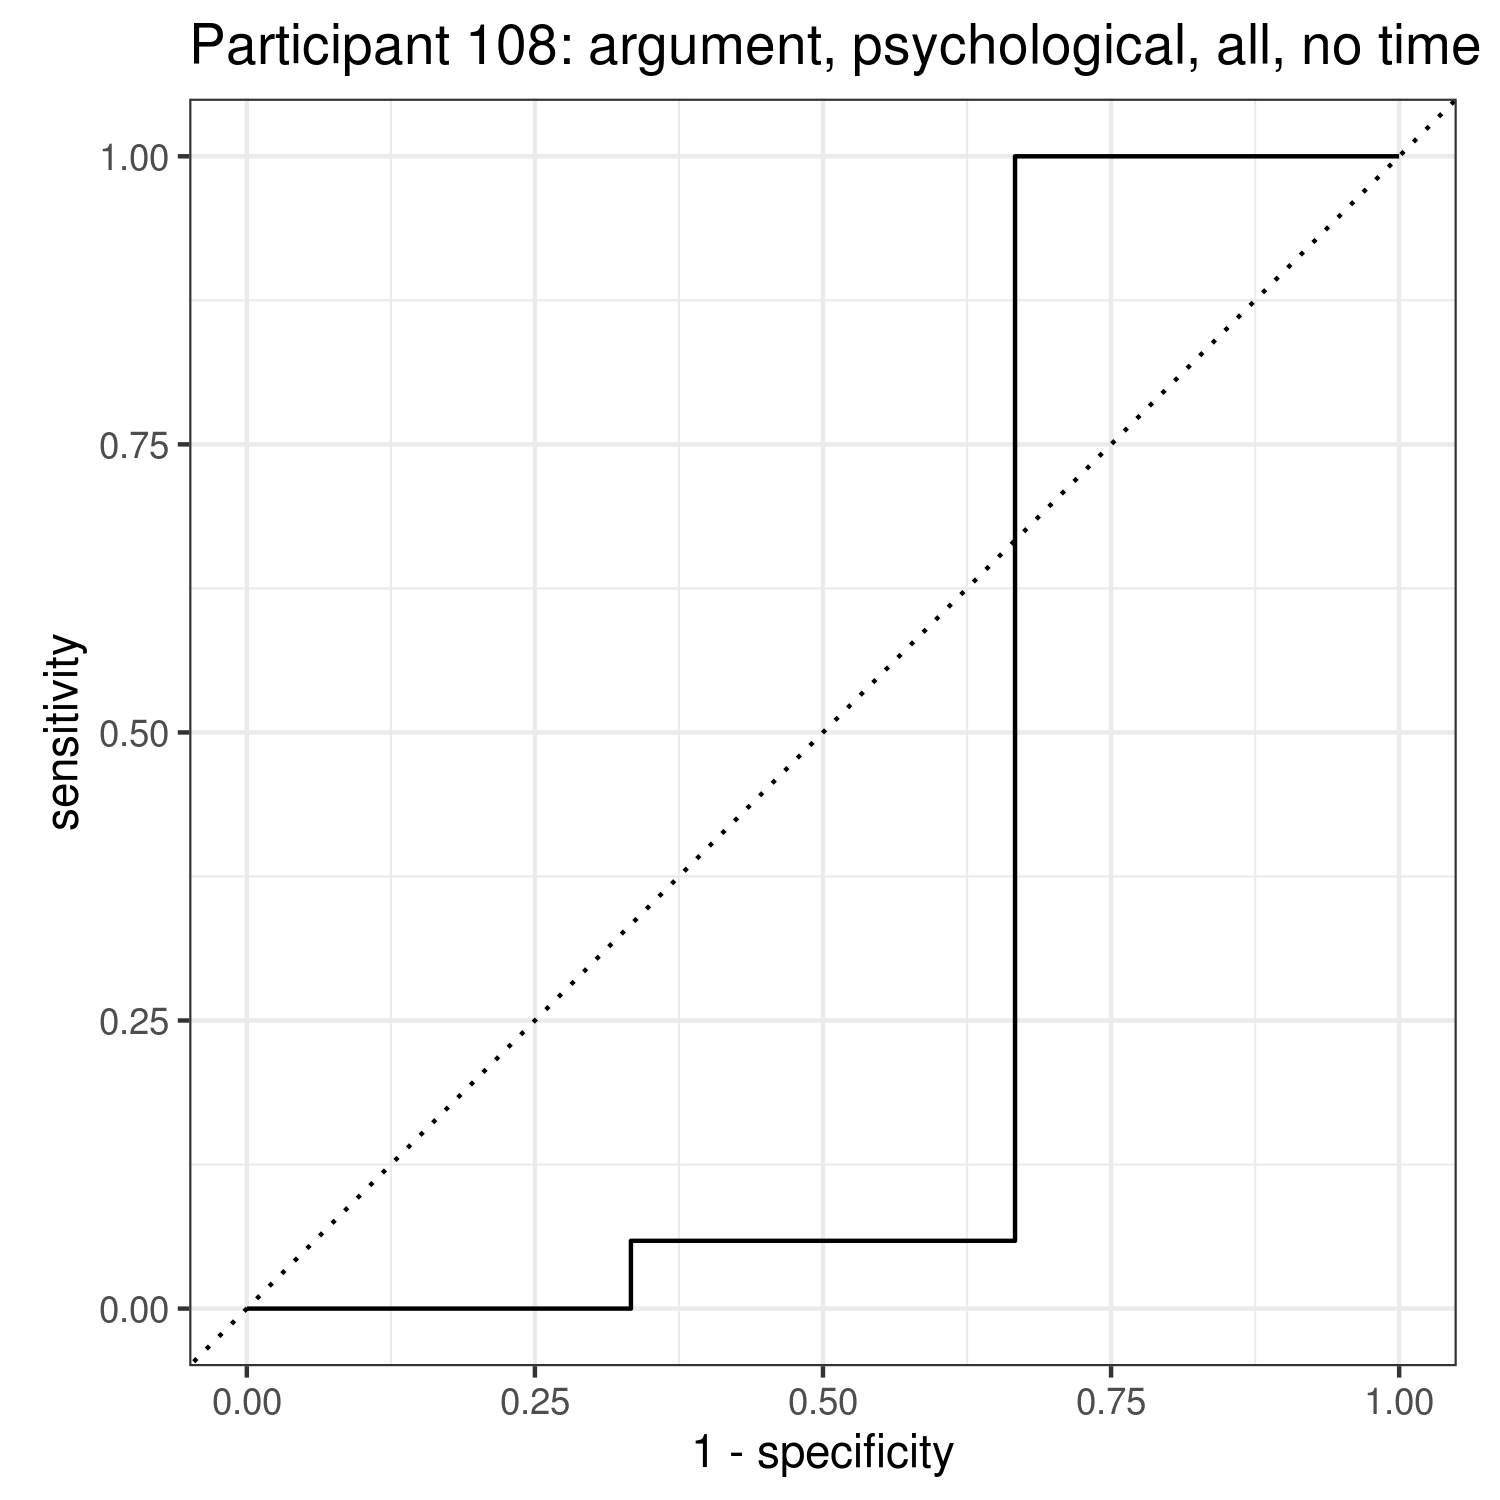 Participant 108: argument, psychological, all, no time
1.00
0.75
0.50
0.25
0.00
sensitivity
0.00 0.25 0.50 0.75 1.00
1 - specificity